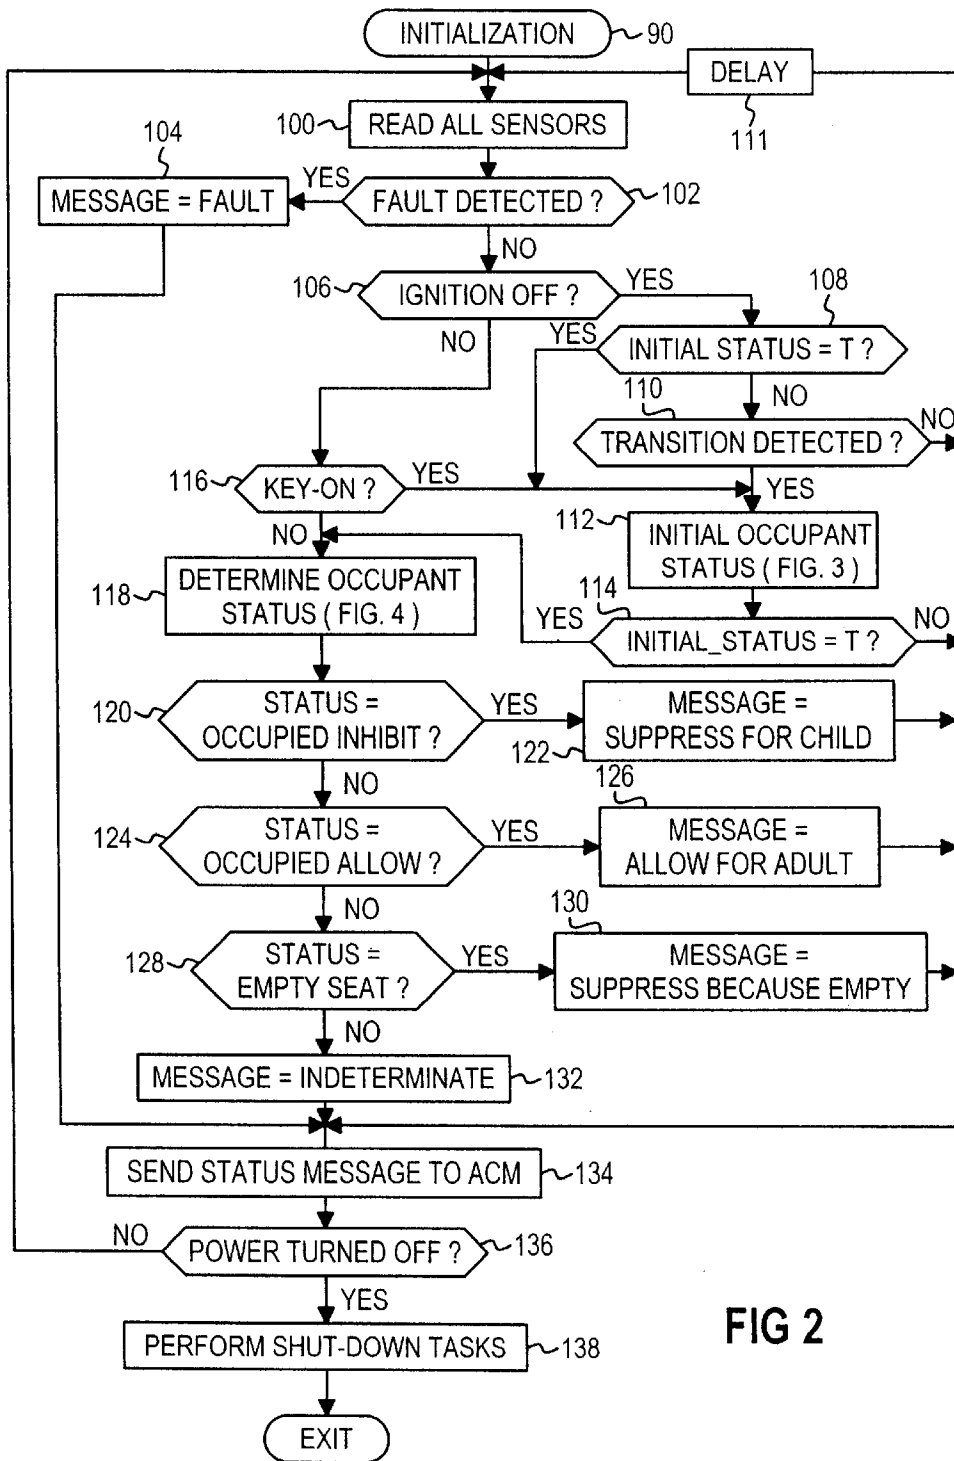 INITIALIZATION
90
DELAY
111
100
READ ALL SENSORS
104
MESSAGE = FAULT
YES
FAULT DETECTED ?
102
NO
106
IGNITION OFF ?
YES
NO
108
YES
INITIAL STATUS = T ?
NO
110
TRANSITION DETECTED ?
NO
YES
116
KEY-ON ?
YES
NO
112
INITIAL OCCUPANT
STATUS ( FIG. 3 )
118
DETERMINE OCCUPANT
STATUS ( FIG. 4 )
114
YES
INITIAL_STATUS = T ?
NO
120
STATUS =
OCCUPIED INHIBIT ?
YES
NO
122
MESSAGE =
SUPPRESS FOR CHILD
124
STATUS =
OCCUPIED ALLOW ?
YES
NO
126
MESSAGE =
ALLOW FOR ADULT
128
STATUS =
EMPTY SEAT ?
YES
NO
130
MESSAGE =
SUPPRESS BECAUSE EMPTY
MESSAGE = INDETERMINATE
132
SEND STATUS MESSAGE TO ACM
134
NO
POWER TURNED OFF ?
136
YES
PERFORM SHUT-DOWN TASKS
138
EXIT
FIG 2